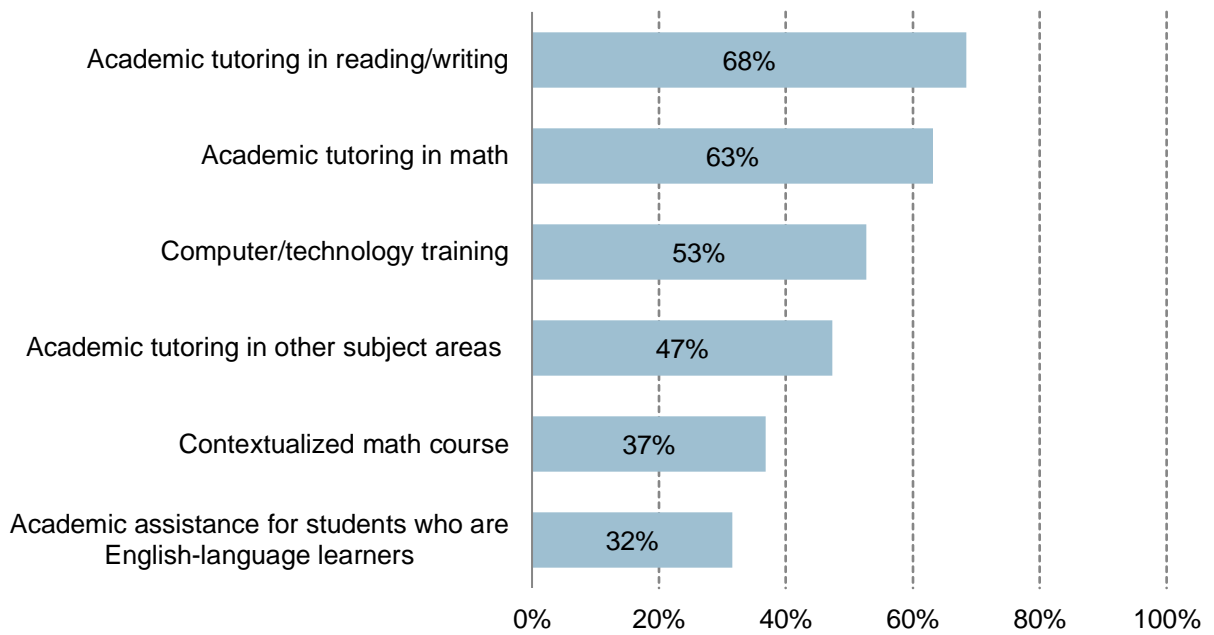 Academic tutoring in reading/writing
68%
Academic tutoring in math
63%
Computer/technology training
53%
Academic tutoring in other subject areas
47%
Contextualized math course
37%
Academic assistance for students who are
English-language learners
32%
0% 20% 40% 60% 80% 100%